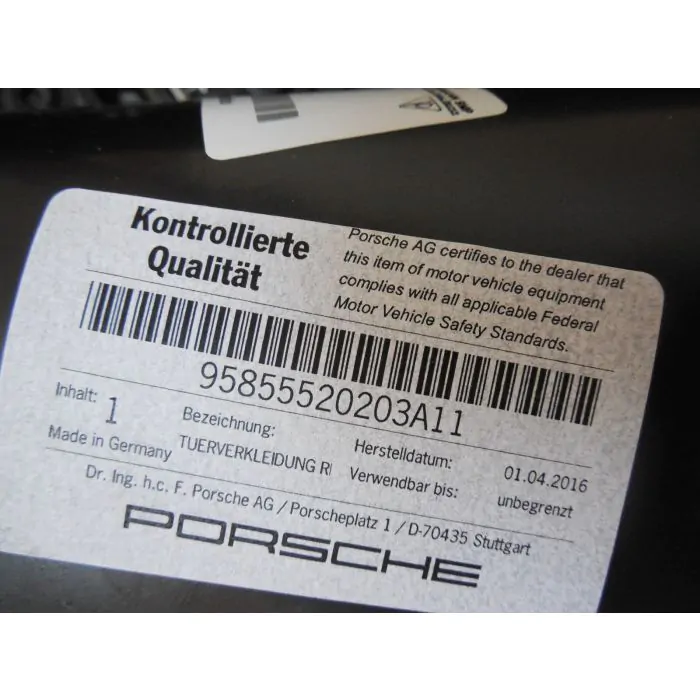 Kontrollierte
Qualität
Porsche AG certifies to the dealer that
this item of motor vehicle equipment
complies with all applicable Federal
Motor Vehicle Safety Standards.
95855520203A11
Inhalt: 1
Made in Germany
Bezeichnung:
TUERVERKLEIDUNG R
Herstelldatum: 01.04.2016
Verwendbar bis: unbegrenzt
Dr. Ing. h.c. F. Porsche AG / Porscheplatz 1 / D-70435 Stuttgart
PORSCHE